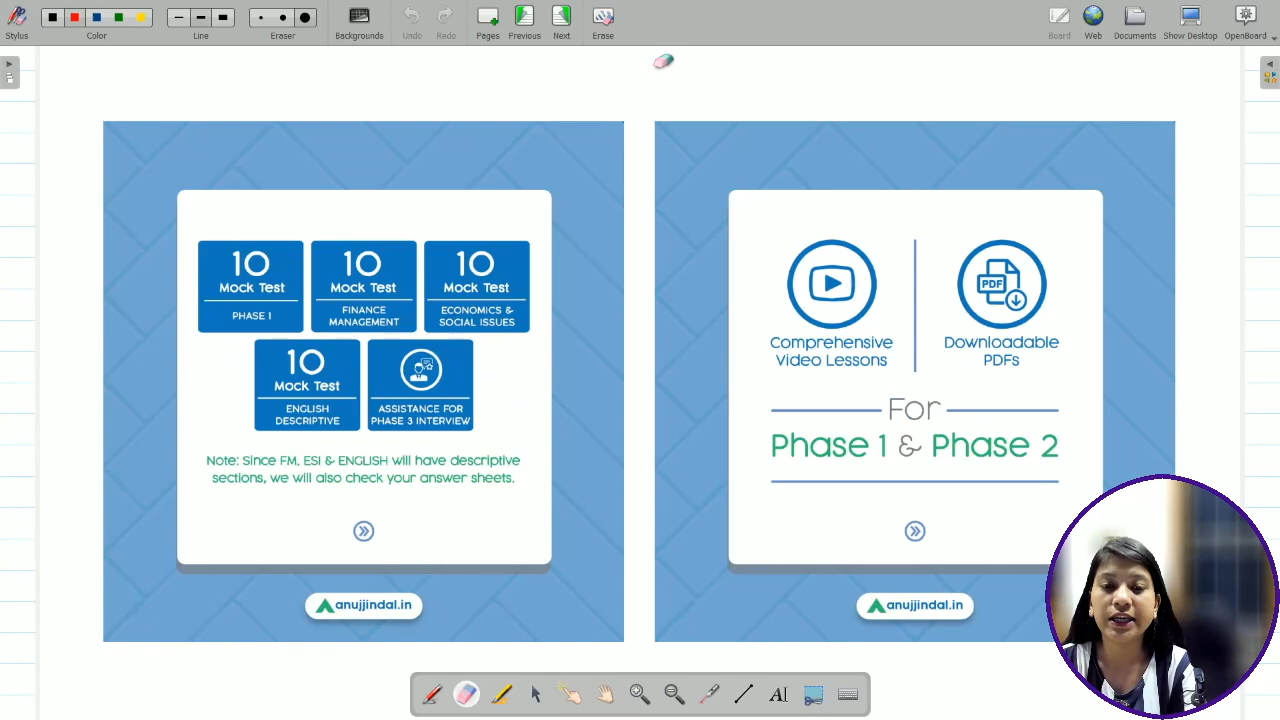 Stylus
Color
Line
Eraser
Backgrounds
Undo
Redo
Pages
Previous
Next
Erase
Board
Web
Documents
Show Desktop
OpenBoard
10
Mock Test
PHASE 1
10
Mock Test
FINANCE
MANAGEMENT
10
Mock Test
ECONOMICS &
SOCIAL ISSUES
10
Mock Test
ENGLISH
DESCRIPTIVE
ASSISTANCE FOR
PHASE 3 INTERVIEW
Note: Since FM, ESI & ENGLISH will have descriptive
sections, we will also check your answer sheets.
anujjindal.in
Comprehensive
Video Lessons
PDF
Downloadable
PDFs
For
Phase 1 & Phase 2
anujjindal.in
AI